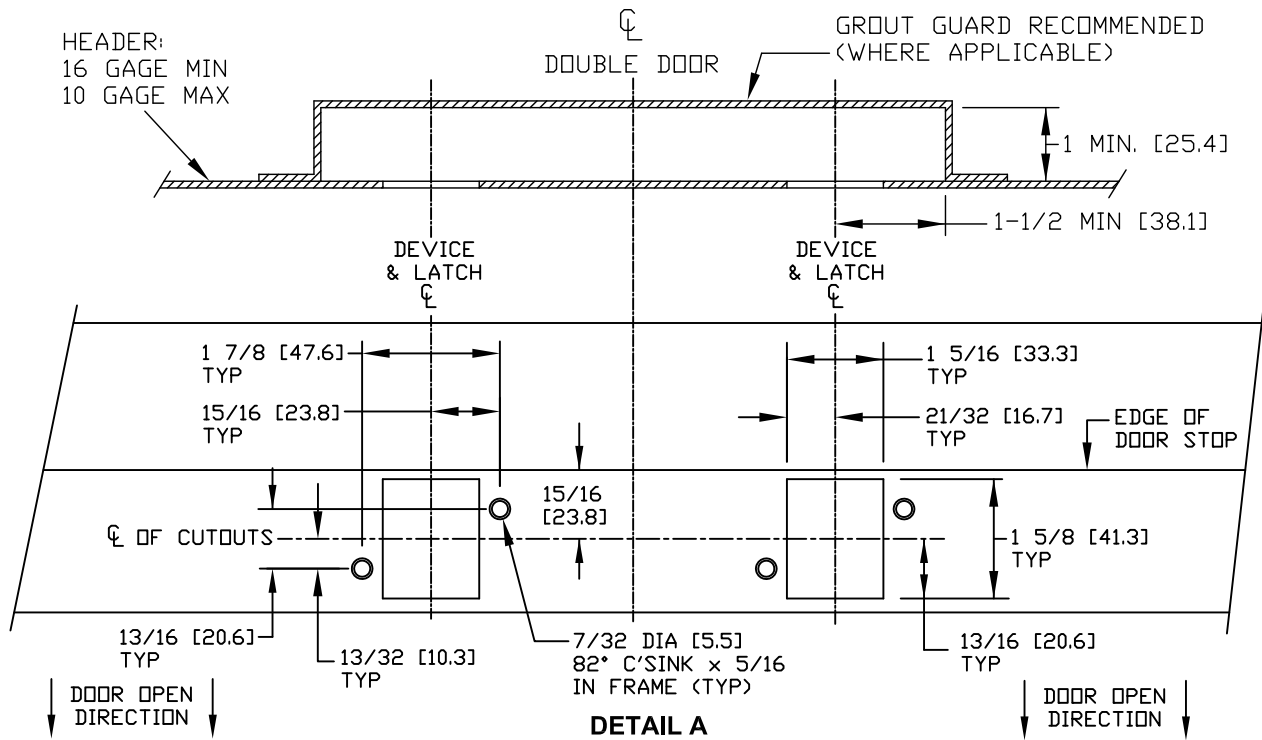 HEADER:
16 GAGE MIN
10 GAGE MAX
℄
DOUBLE DOOR
GROUT GUARD RECOMMENDED
(WHERE APPLICABLE)
1 MIN. [25.4]
1-1/2 MIN [38.1]
DEVICE
& LATCH
℄
DEVICE
& LATCH
℄
1 7/8 [47.6]
TYP
15/16 [23.8]
TYP
1 5/16 [33.3]
TYP
21/32 [16.7]
TYP
EDGE OF
DOOR STOP
15/16
[23.8]
℄ OF CUTOUTS
1 5/8 [41.3]
TYP
13/16 [20.6]
TYP
13/32 [10.3]
TYP
7/32 DIA [5.5]
82° C'SINK x 5/16
IN FRAME (TYP)
13/16 [20.6]
TYP
DOOR OPEN
DIRECTION
DOOR OPEN
DIRECTION
DETAIL A